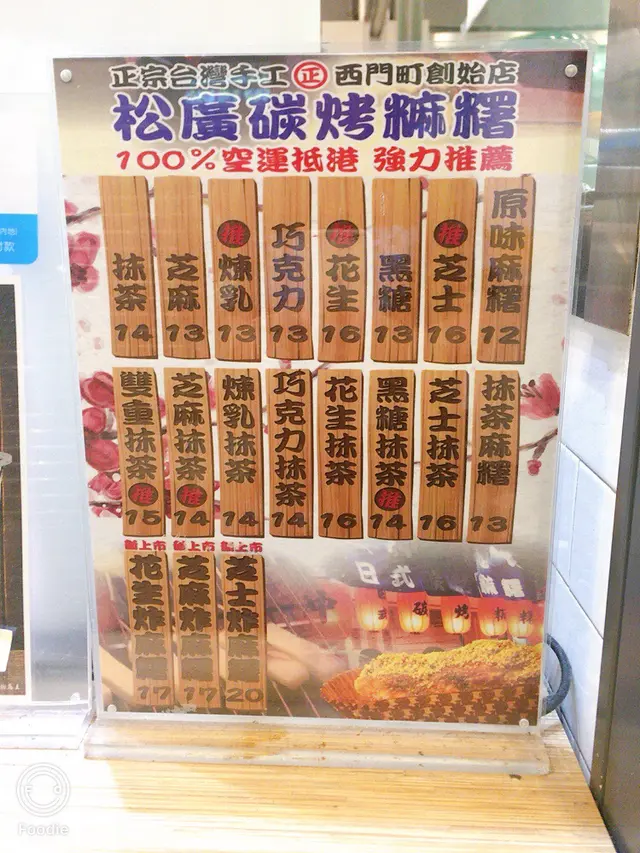 正宗台灣手工 正 西門町創始店
松廣碳烤麻糬
100%空運抵港 強力推薦
原味麻糬 12
推 芝士 16
黑糖 13
推 花生 16
巧克力 13
推 煉乳 13
芝麻 13
抹茶 14
抹茶麻糬 13
芝士抹茶 16
黑糖抹茶 推 14
花生抹茶 16
巧克力抹茶 14
煉乳抹茶 14
芝麻抹茶 推 14
雙重抹茶 推 15
新上市 芝士炸麻糬 20
新上市 芝麻炸麻糬 17
新上市 花生炸麻糬 17
日式
Foodie